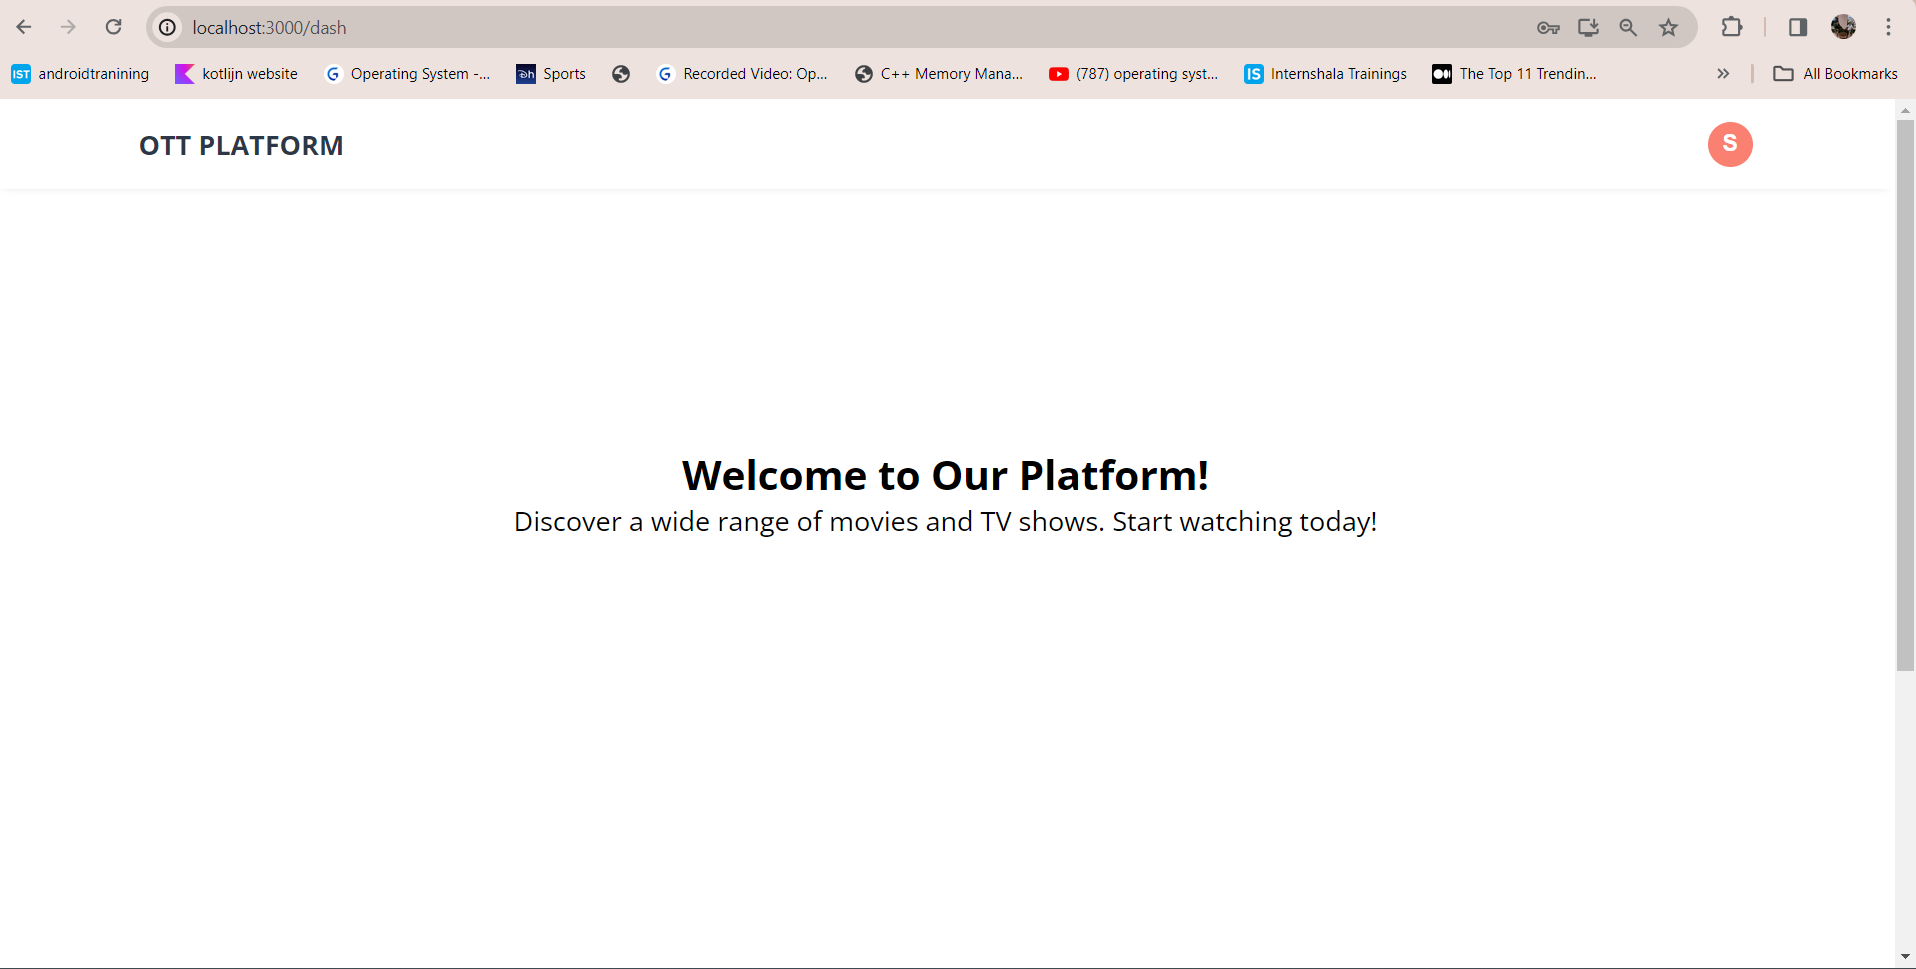 localhost:3000/dash
IST androidtranining kotlijn website G Operating System -... Dh Sports G Recorded Video: Op... C++ Memory Mana... (787) operating syst... IS Internshala Trainings The Top 11 Trendin... » All Bookmarks
OTT PLATFORM S
Welcome to Our Platform!
Discover a wide range of movies and TV shows. Start watching today!